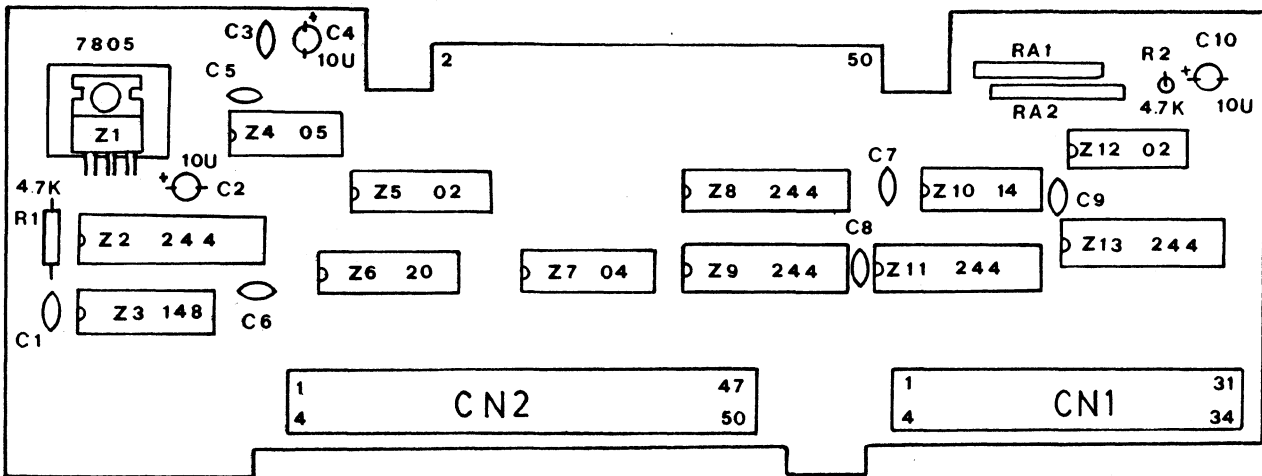 7805
Z1
C3
C4
10U
C5
Z4 05
2
50
RA1
RA2
R2
4.7K
C10
10U
Z12 02
10U
C2
4.7K
R1
Z2 244
Z5 02
Z8 244
C7
Z10 14
C9
Z13 244
C8
Z6 20
Z7 04
Z9 244
Z11 244
C1
Z3 148
C6
1
47
CN2
4
50
1
31
CN1
4
34